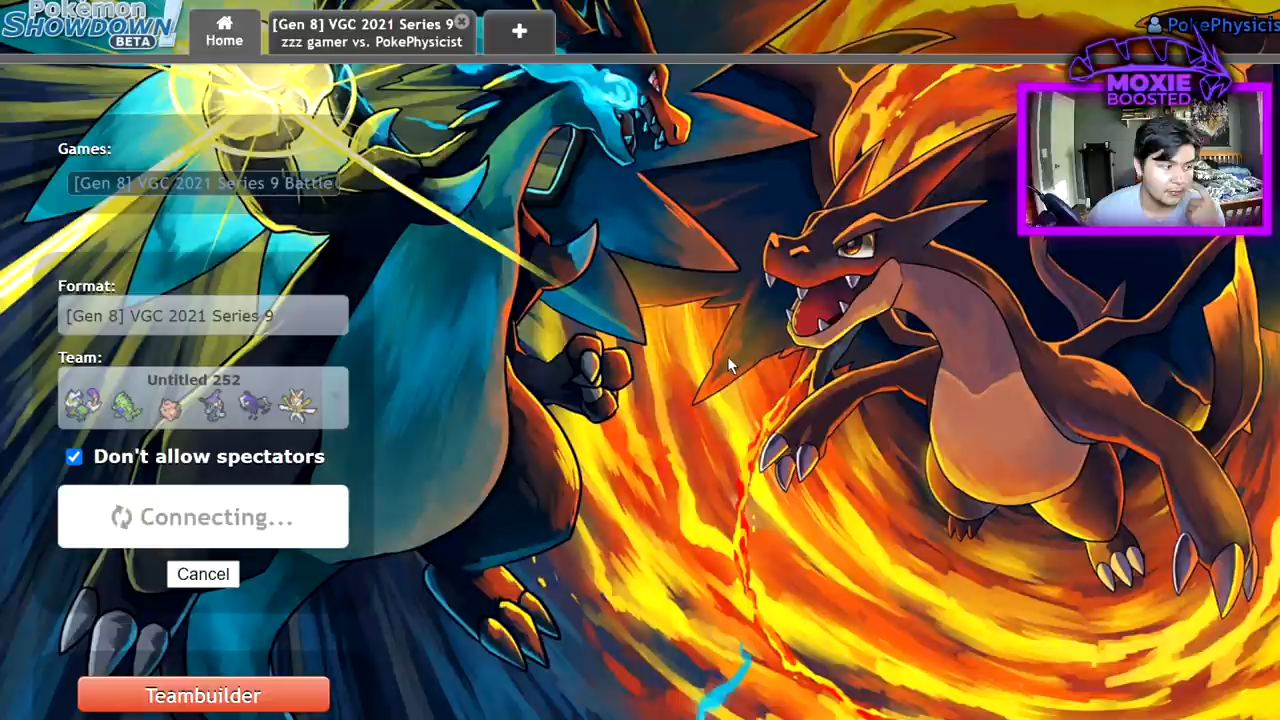 Pokémon
SHOWDOWN!
BETA
Home
[Gen 8] VGC 2021 Series 9
zzz gamer vs. PokePhysicist
PokePhysicis
MOXIE
BOOSTED
Games:
[Gen 8] VGC 2021 Series 9 Battle
Format:
[Gen 8] VGC 2021 Series 9
Team:
Untitled 252
Don't allow spectators
Connecting...
Cancel
Teambuilder